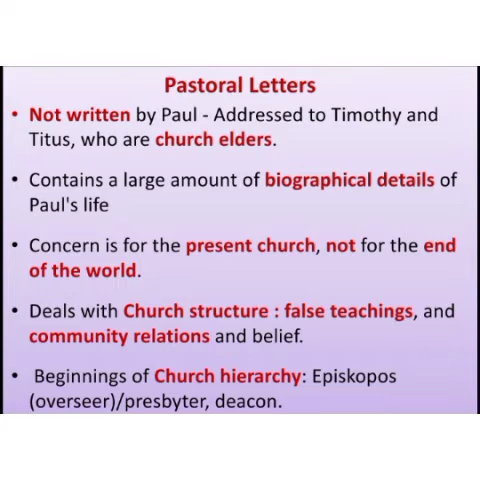 Pastoral Letters
• Not written by Paul - Addressed to Timothy and
Titus, who are church elders.
• Contains a large amount of biographical details of
Paul's life
• Concern is for the present church, not for the end
of the world.
• Deals with Church structure : false teachings, and
community relations and belief.
• Beginnings of Church hierarchy: Episkopos
(overseer)/presbyter, deacon.